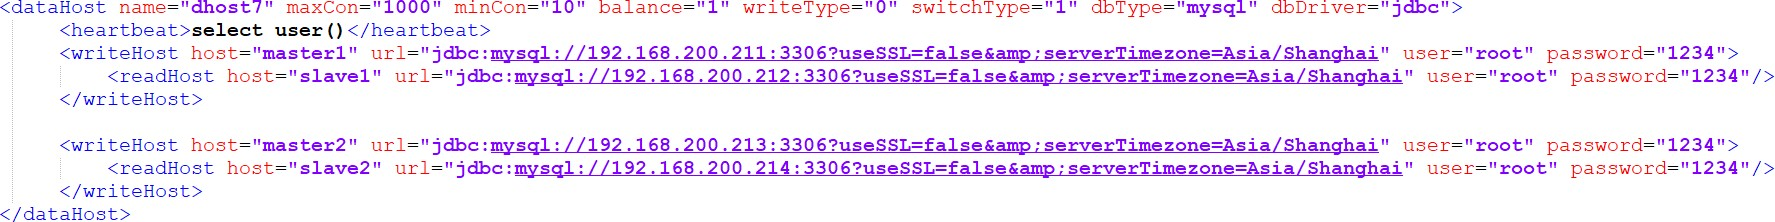 <dataHost name="dhost7" maxCon="1000" minCon="10" balance="1" writeType="0" switchType="1" dbType="mysql" dbDriver="jdbc">
<heartbeat>select user()</heartbeat>
<writeHost host="master1" url="jdbc:mysql://192.168.200.211:3306?useSSL=false&amp;serverTimezone=Asia/Shanghai" user="root" password="1234">
<readHost host="slave1" url="jdbc:mysql://192.168.200.212:3306?useSSL=false&amp;serverTimezone=Asia/Shanghai" user="root" password="1234"/>
</writeHost>
<writeHost host="master2" url="jdbc:mysql://192.168.200.213:3306?useSSL=false&amp;serverTimezone=Asia/Shanghai" user="root" password="1234">
<readHost host="slave2" url="jdbc:mysql://192.168.200.214:3306?useSSL=false&amp;serverTimezone=Asia/Shanghai" user="root" password="1234"/>
</writeHost>
</dataHost>